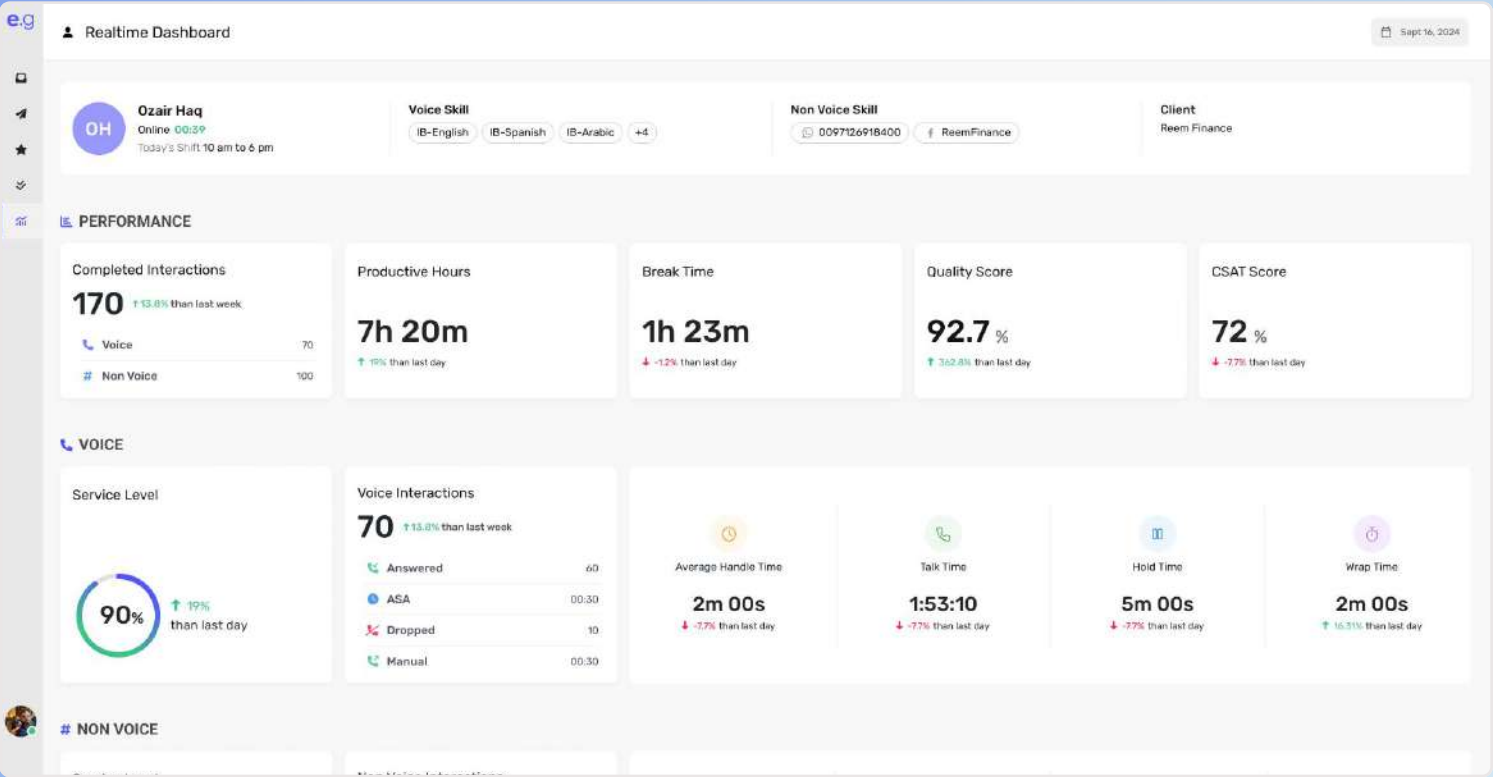 e.g
Realtime Dashboard
Sept 16, 2024
OH
Ozair Haq
Online 00:39
Today's Shift 10 am to 6 pm
Voice Skill
IB-English IB-Spanish IB-Arabic +4
Non Voice Skill
0097126918400 ReemFinance
Client
Reem Finance
PERFORMANCE
Completed Interactions
170 13.8% than last week
Voice 70
Non Voice 100
Productive Hours
7h 20m
19% than last day
Break Time
1h 23m
-1.2% than last day
Quality Score
92.7 %
362.8% than last day
CSAT Score
72 %
-7.7% than last day
VOICE
Service Level
90%
19%
than last day
Voice Interactions
70 13.8% than last week
Answered 60
ASA 00:30
Dropped 10
Manual 00:30
Average Handle Time
2m 00s
-7.7% than last day
Talk Time
1:53:10
-7.7% than last day
Hold Time
5m 00s
-7.7% than last day
Wrap Time
2m 00s
16.31% than last day
# NON VOICE